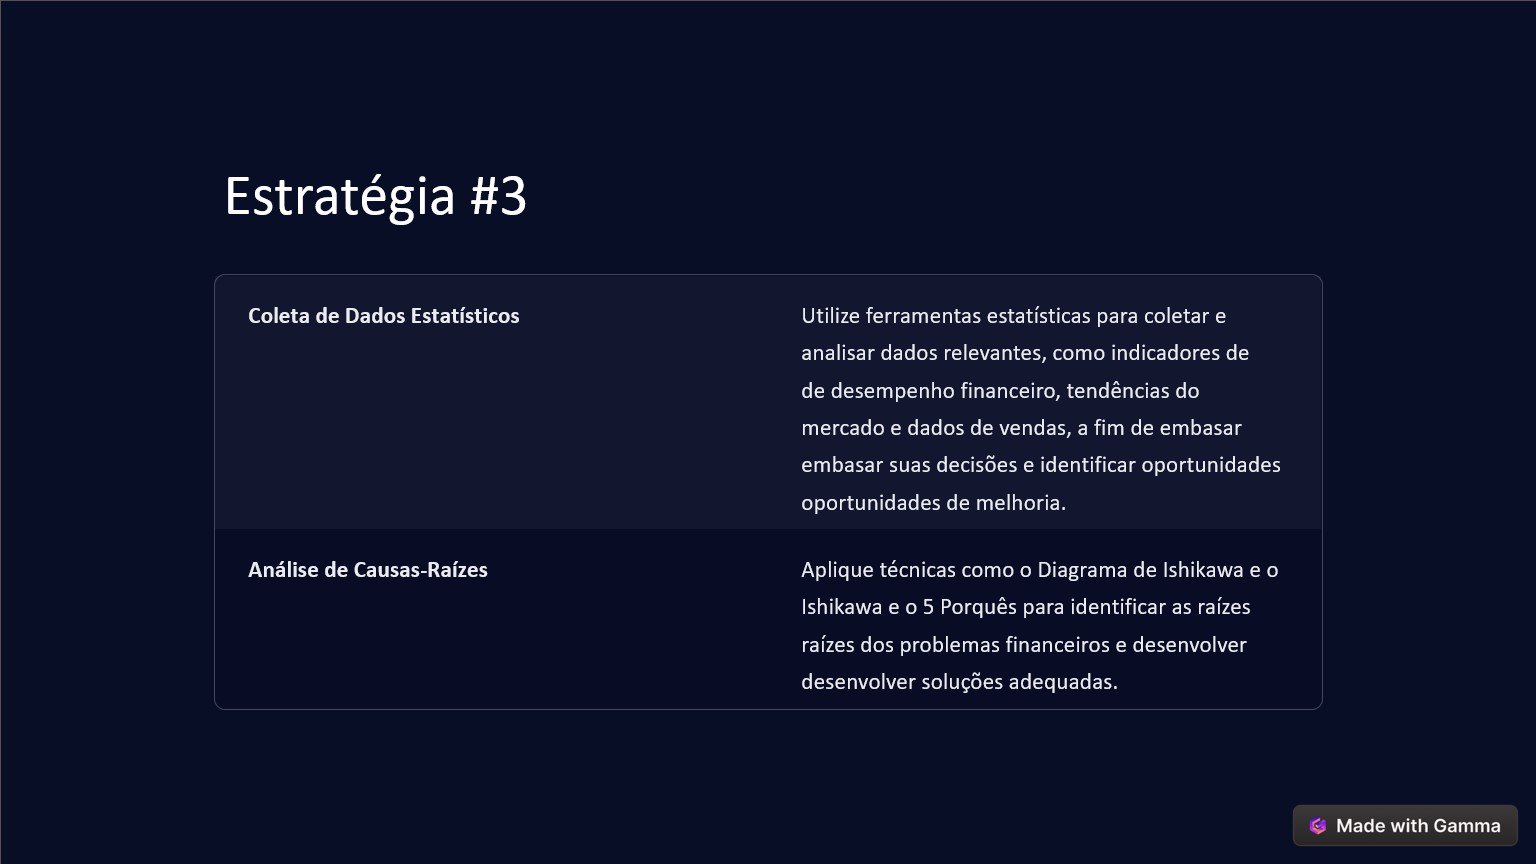 Estratégia #3
Coleta de Dados Estatísticos
Utilize ferramentas estatísticas para coletar e
analisar dados relevantes, como indicadores de
de desempenho financeiro, tendências do
mercado e dados de vendas, a fim de embasar
embasar suas decisões e identificar oportunidades
oportunidades de melhoria.
Análise de Causas-Raízes
Aplique técnicas como o Diagrama de Ishikawa e o
Ishikawa e o 5 Porquês para identificar as raízes
raízes dos problemas financeiros e desenvolver
desenvolver soluções adequadas.
Made with Gamma